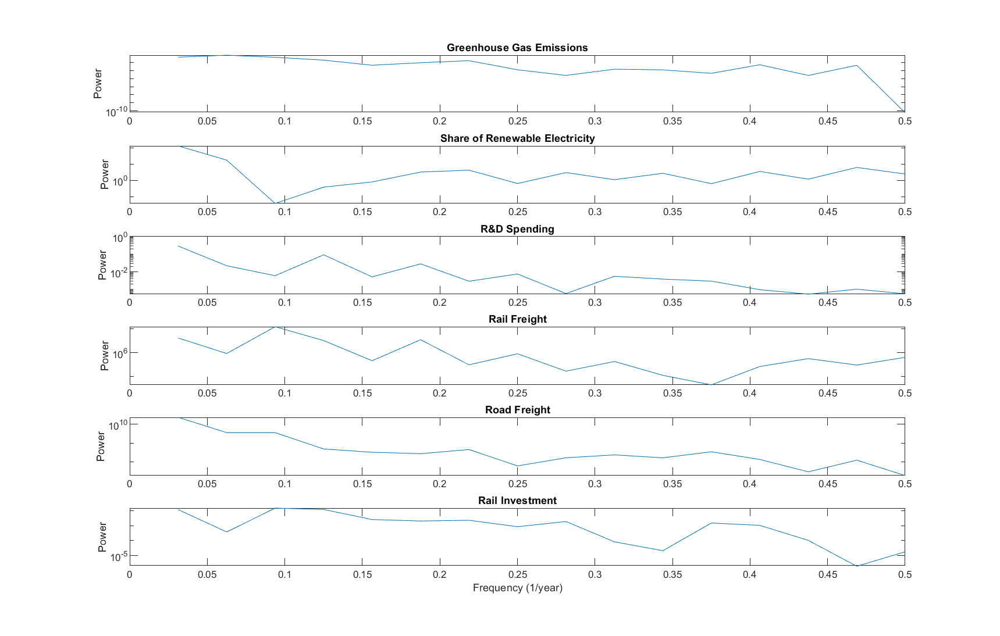 Greenhouse Gas Emissions
Power
10^-10
0 0.05 0.1 0.15 0.2 0.25 0.3 0.35 0.4 0.45 0.5
Share of Renewable Electricity
Power
10^0
0 0.05 0.1 0.15 0.2 0.25 0.3 0.35 0.4 0.45 0.5
R&D Spending
Power
10^0
10^-2
0 0.05 0.1 0.15 0.2 0.25 0.3 0.35 0.4 0.45 0.5
Rail Freight
Power
10^6
0 0.05 0.1 0.15 0.2 0.25 0.3 0.35 0.4 0.45 0.5
Road Freight
Power
10^10
0 0.05 0.1 0.15 0.2 0.25 0.3 0.35 0.4 0.45 0.5
Rail Investment
Power
10^-5
0 0.05 0.1 0.15 0.2 0.25 0.3 0.35 0.4 0.45 0.5
Frequency (1/year)